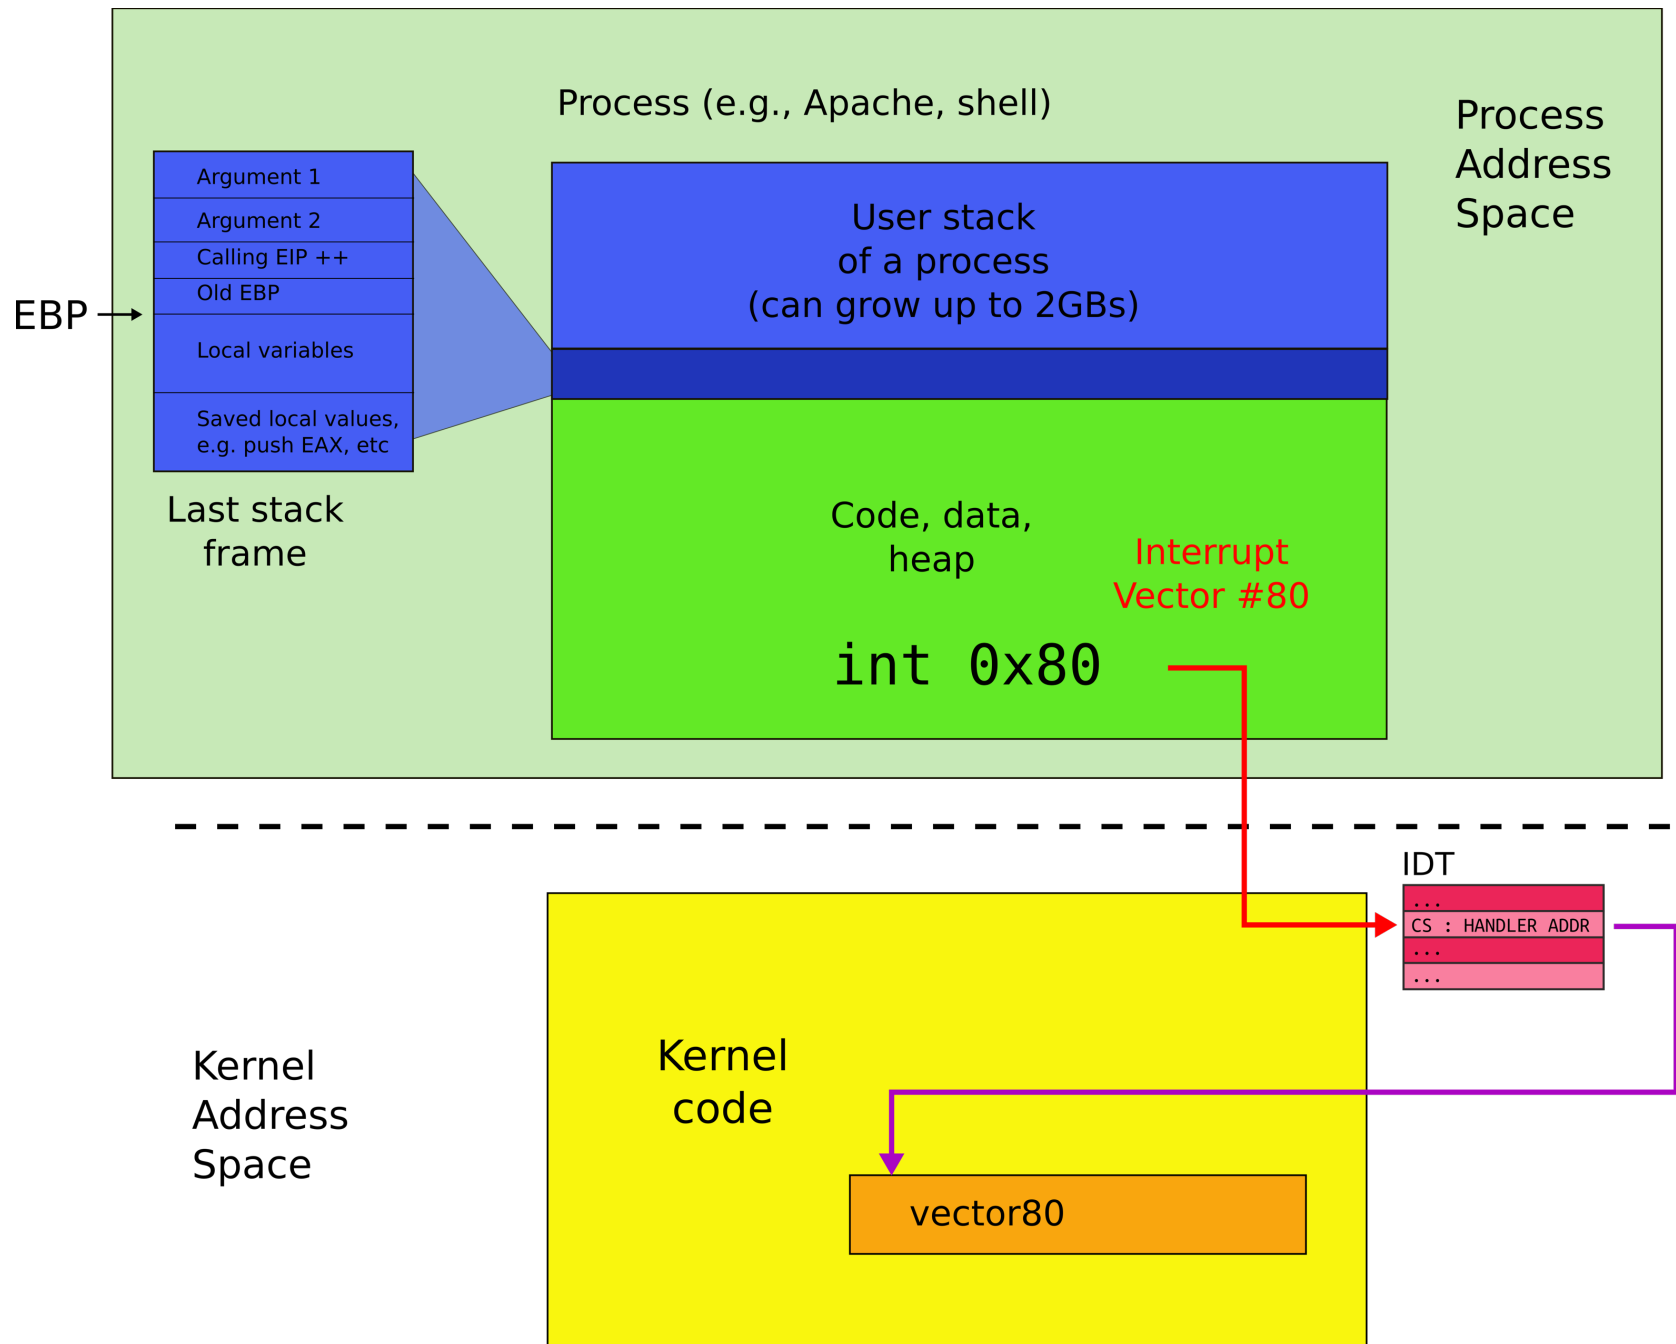 Process (e.g., Apache, shell)
Process
Address
Space
Argument 1
Argument 2
Calling EIP ++
Old EBP
EBP
Local variables
Saved local values,
e.g. push EAX, etc
Last stack
frame
User stack
of a process
(can grow up to 2GBs)
Code, data,
heap
Interrupt
Vector #80
int 0x80
IDT
...
CS : HANDLER ADDR
...
...
Kernel
Address
Space
Kernel
code
vector80